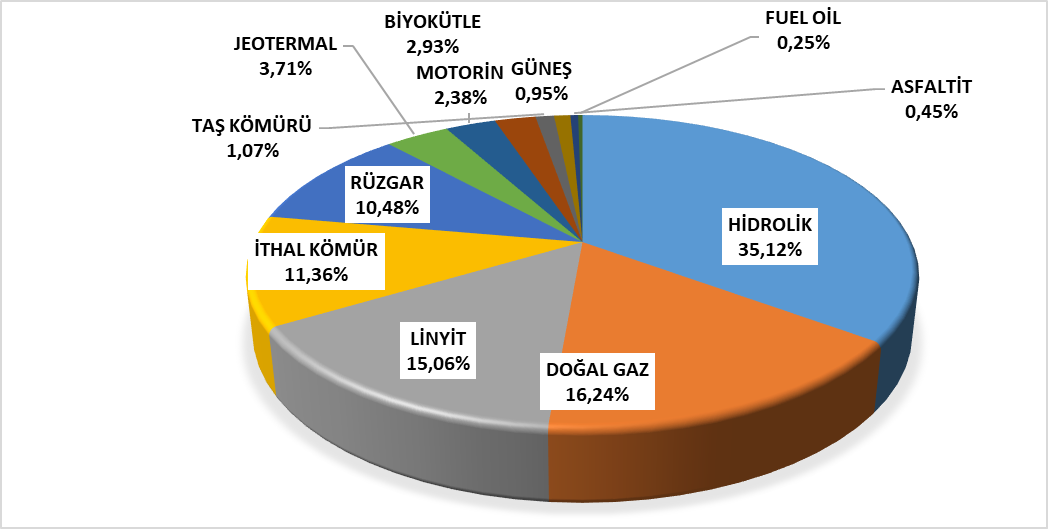 BİYOKÜTLE
2,93%
FUEL OİL
0,25%
JEOTERMAL
3,71%
MOTORİN
2,38%
GÜNEŞ
0,95%
ASFALTİT
0,45%
TAŞ KÖMÜRÜ
1,07%
RÜZGAR
10,48%
HİDROLİK
35,12%
İTHAL KÖMÜR
11,36%
LİNYİT
15,06%
DOĞAL GAZ
16,24%